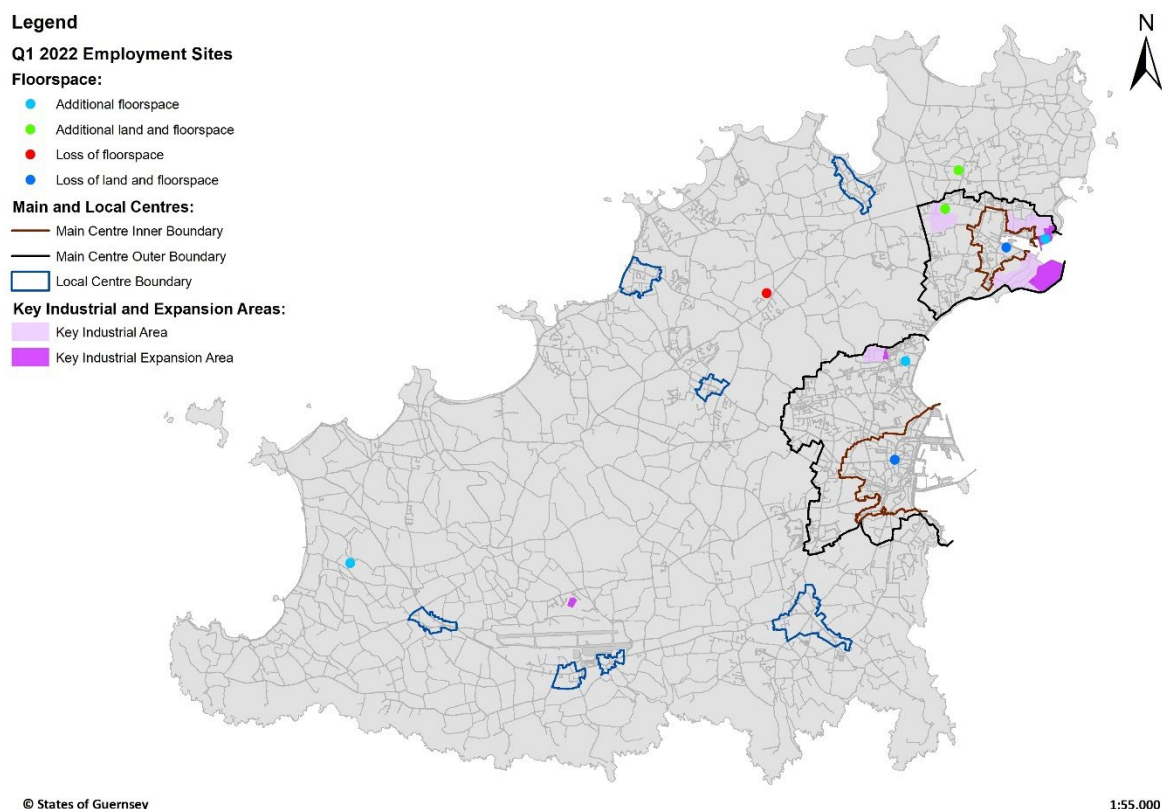 Legend
Q1 2022 Employment Sites
Floorspace:
Additional floorspace
Additional land and floorspace
Loss of floorspace
Loss of land and floorspace
Main and Local Centres:
Main Centre Inner Boundary
Main Centre Outer Boundary
Local Centre Boundary
Key Industrial and Expansion Areas:
Key Industrial Area
Key Industrial Expansion Area
N
© States of Guernsey
1:55,000